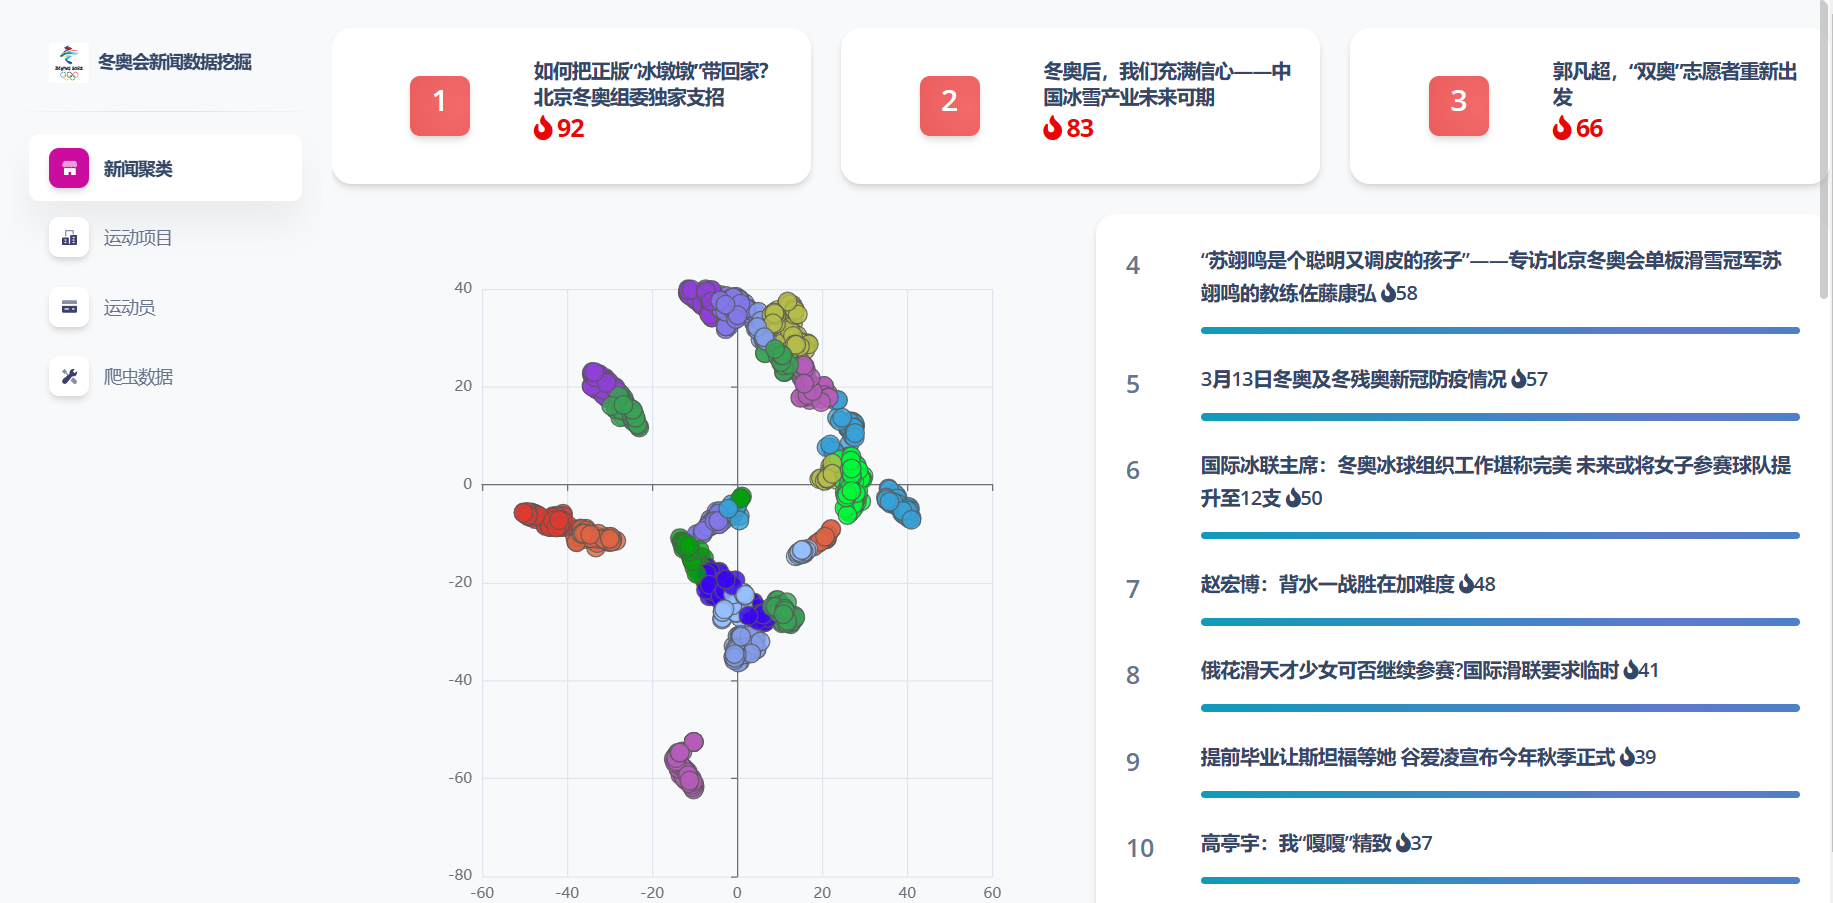 BEIJING 2022
冬奥会新闻数据挖掘
新闻聚类
运动项目
运动员
爬虫数据
1
如何把正版“冰墩墩”带回家?
北京冬奥组委独家支招
92
2
冬奥后，我们充满信心——中
国冰雪产业未来可期
83
3
郭凡超，“双奥”志愿者重新出
发
66
40
20
0
-20
-40
-60
-80
-60
-40
-20
0
20
40
60
4
“苏翊鸣是个聪明又调皮的孩子”——专访北京冬奥会单板滑雪冠军苏
翊鸣的教练佐藤康弘 58
5
3月13日冬奥及冬残奥新冠防疫情况 57
6
国际冰联主席：冬奥冰球组织工作堪称完美 未来或将女子参赛球队提
升至12支 50
7
赵宏博：背水一战胜在加难度 48
8
俄花滑天才少女可否继续参赛?国际滑联要求临时 41
9
提前毕业让斯坦福等她 谷爱凌宣布今年秋季正式 39
10
高亭宇：我“嘎嘎”精致 37